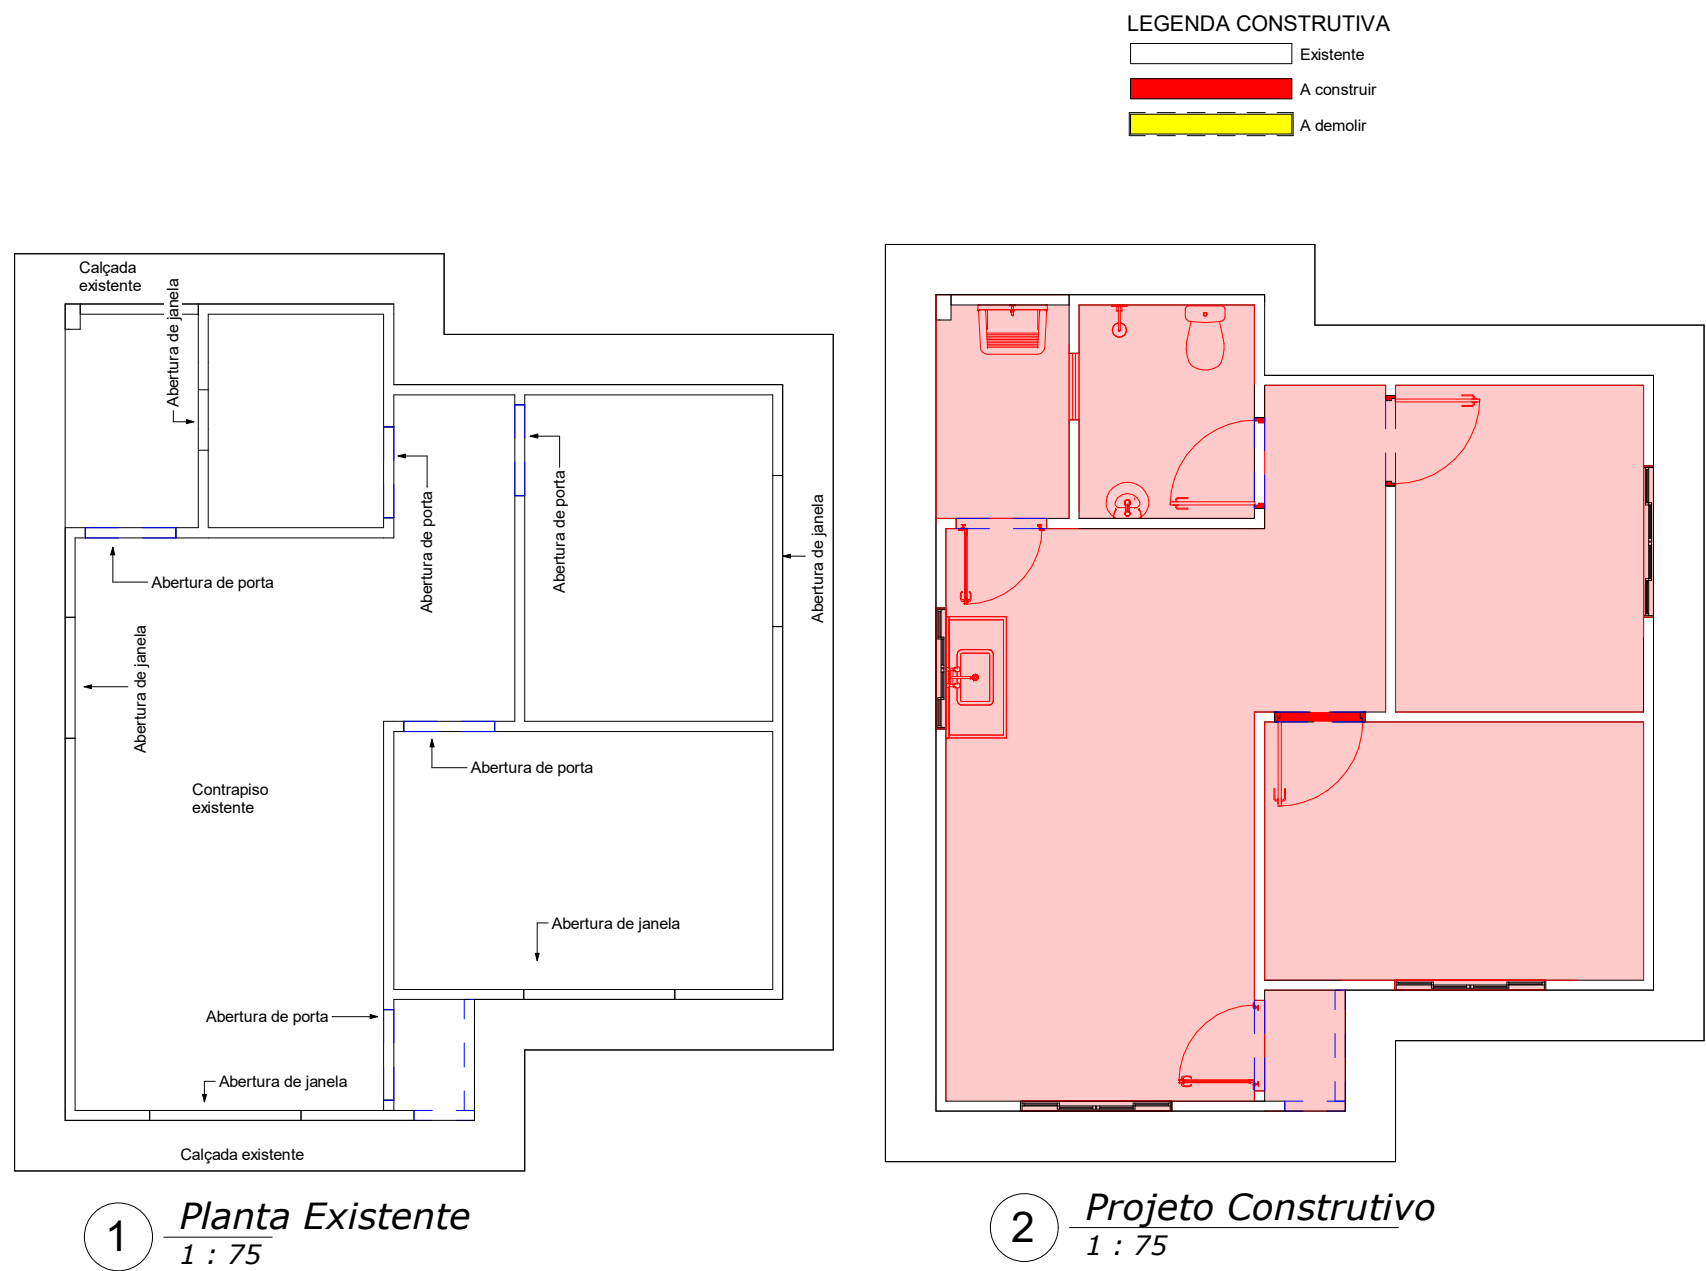 LEGENDA CONSTRUTIVA
Existente
A construir
A demolir
Calçada
existente
Abertura de janela
Abertura de porta
Abertura de porta
Abertura de porta
Abertura de janela
Abertura de janela
Abertura de porta
Contrapiso
existente
Abertura de janela
Abertura de porta
Abertura de janela
Calçada existente
1 Planta Existente
1 : 75
2 Projeto Construtivo
1 : 75